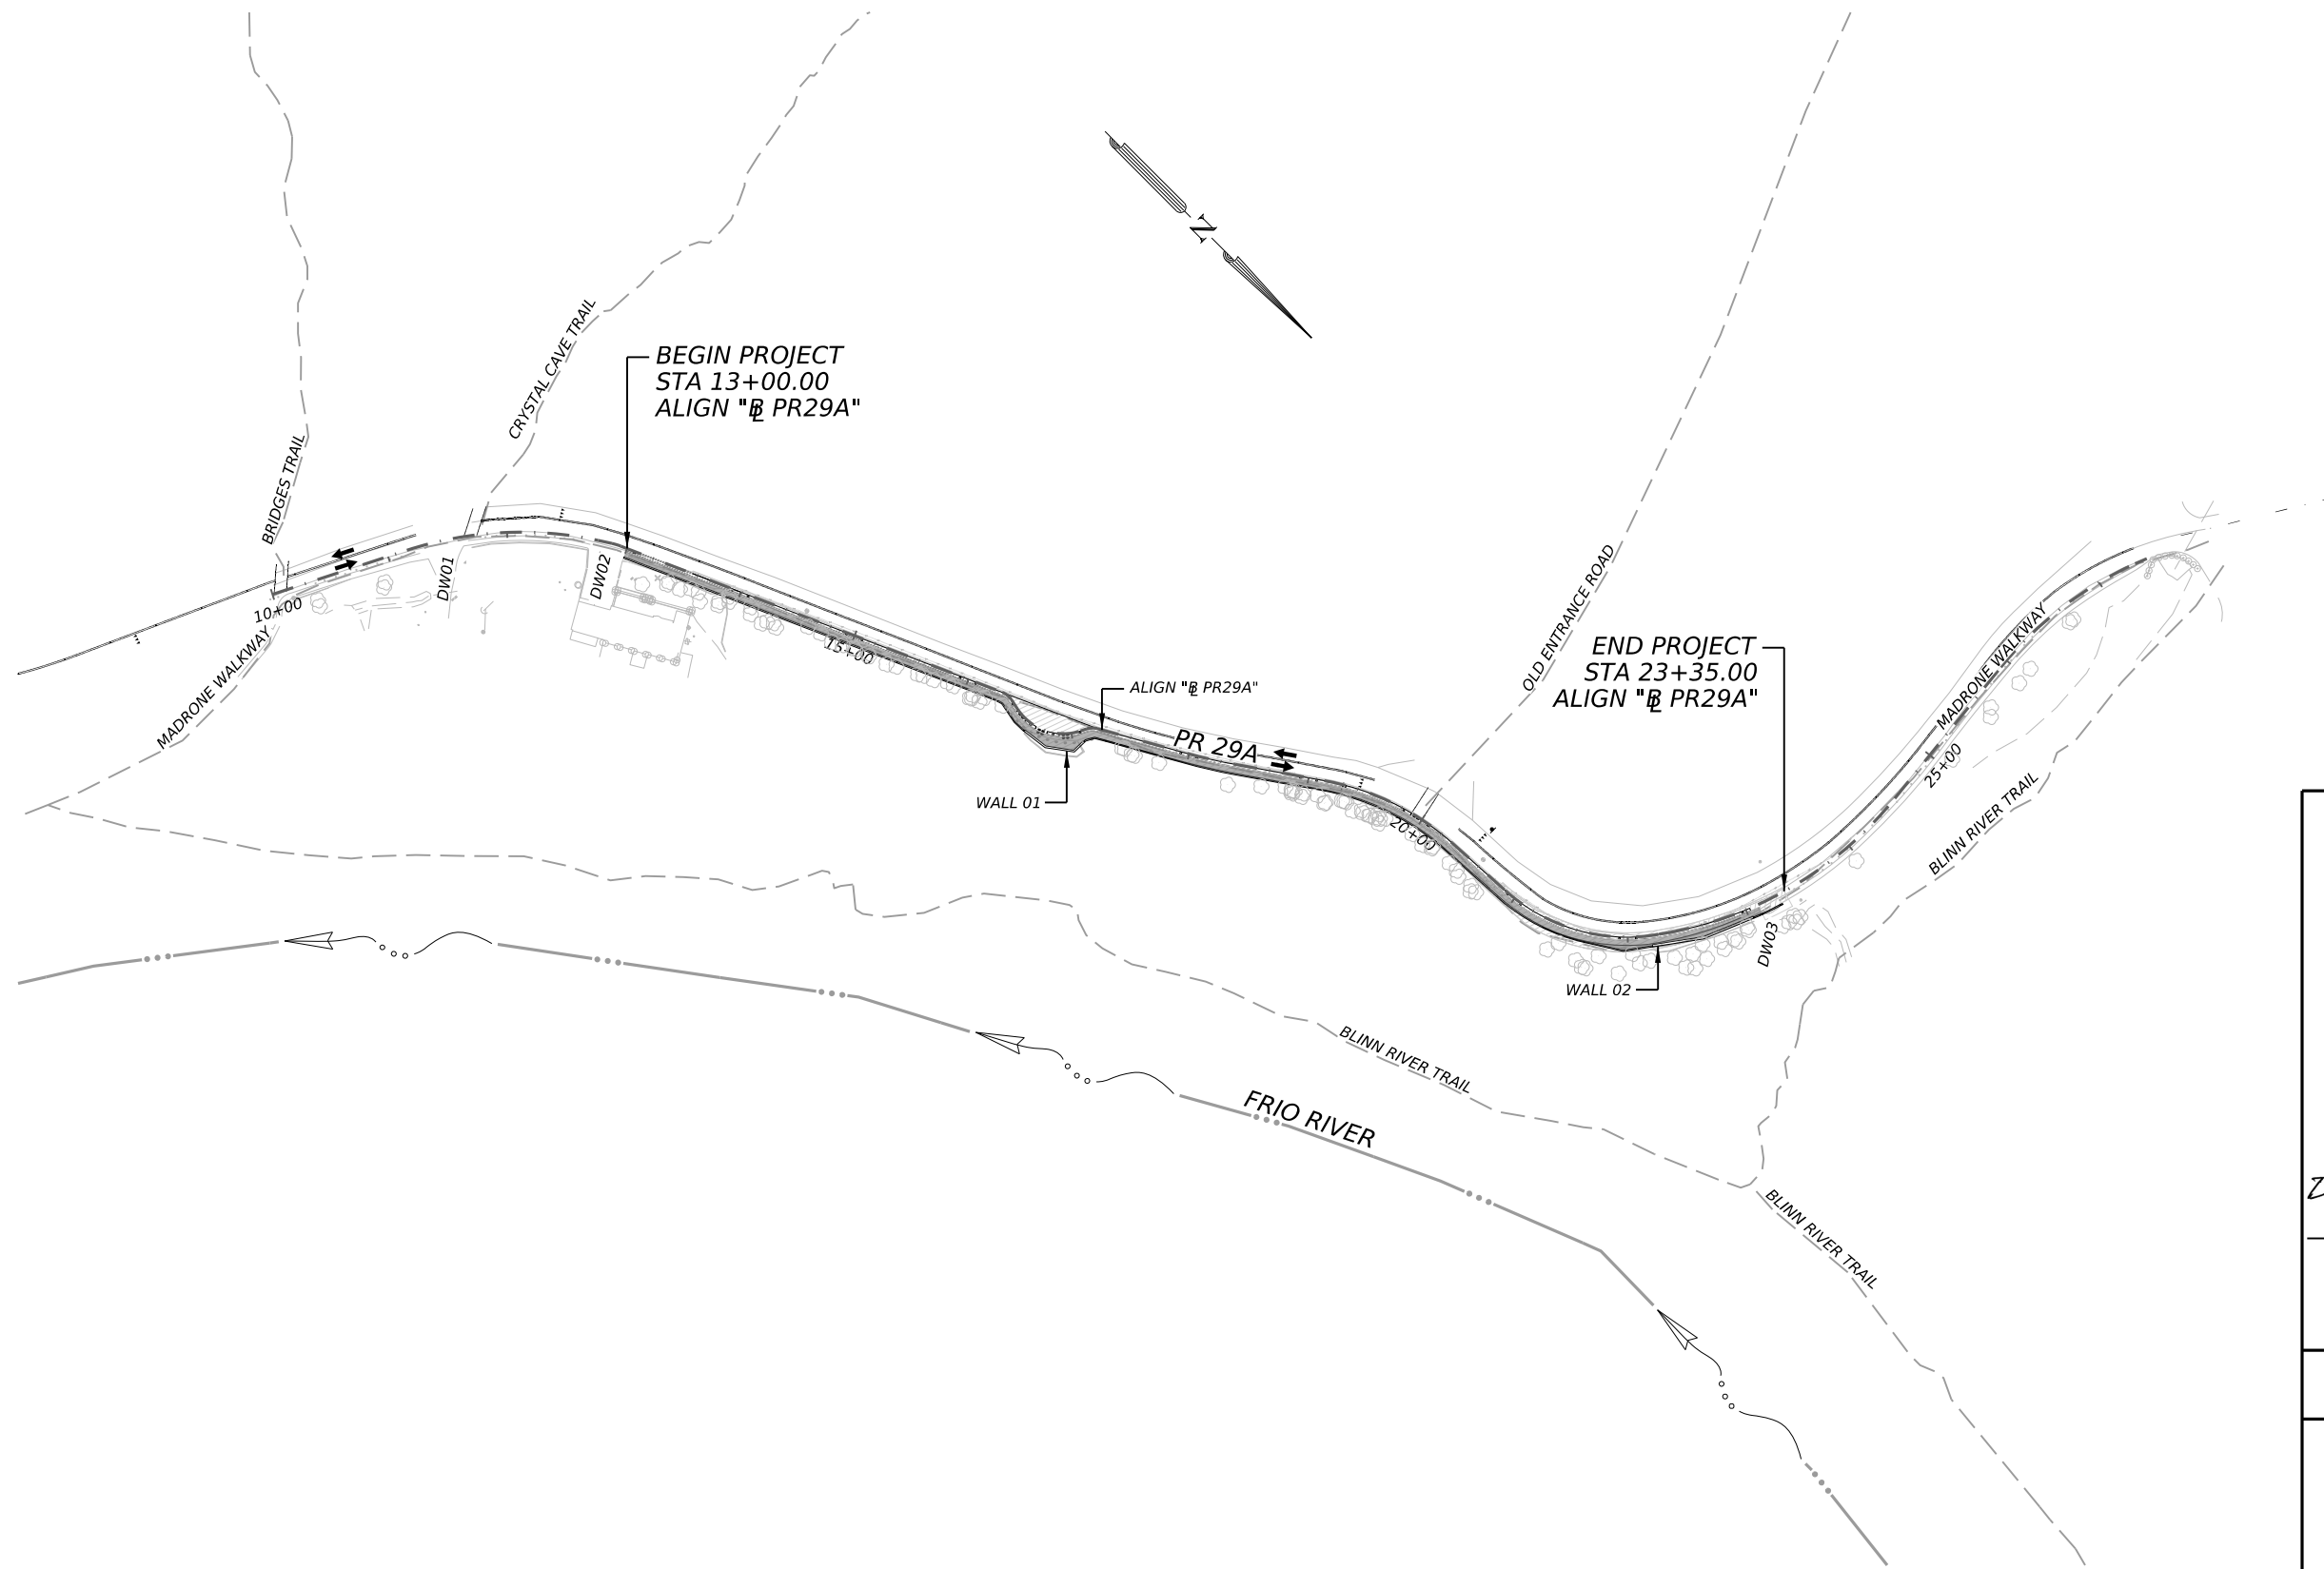 N
CRYSTAL CAVE TRAIL
BEGIN PROJECT
STA 13+00.00
ALIGN "BL PR29A"
BRIDGES TRAIL
DW01
DW02
10+00
MADRONE WALKWAY
15+00
ALIGN "BL PR29A"
PR 29A
WALL 01
OLD ENTRANCE ROAD
END PROJECT
STA 23+35.00
ALIGN "BL PR29A"
MADRONE WALKWAY
25+00
20+00
BLINN RIVER TRAIL
DW03
WALL 02
BLINN RIVER TRAIL
FRIO RIVER
BLINN RIVER TRAIL